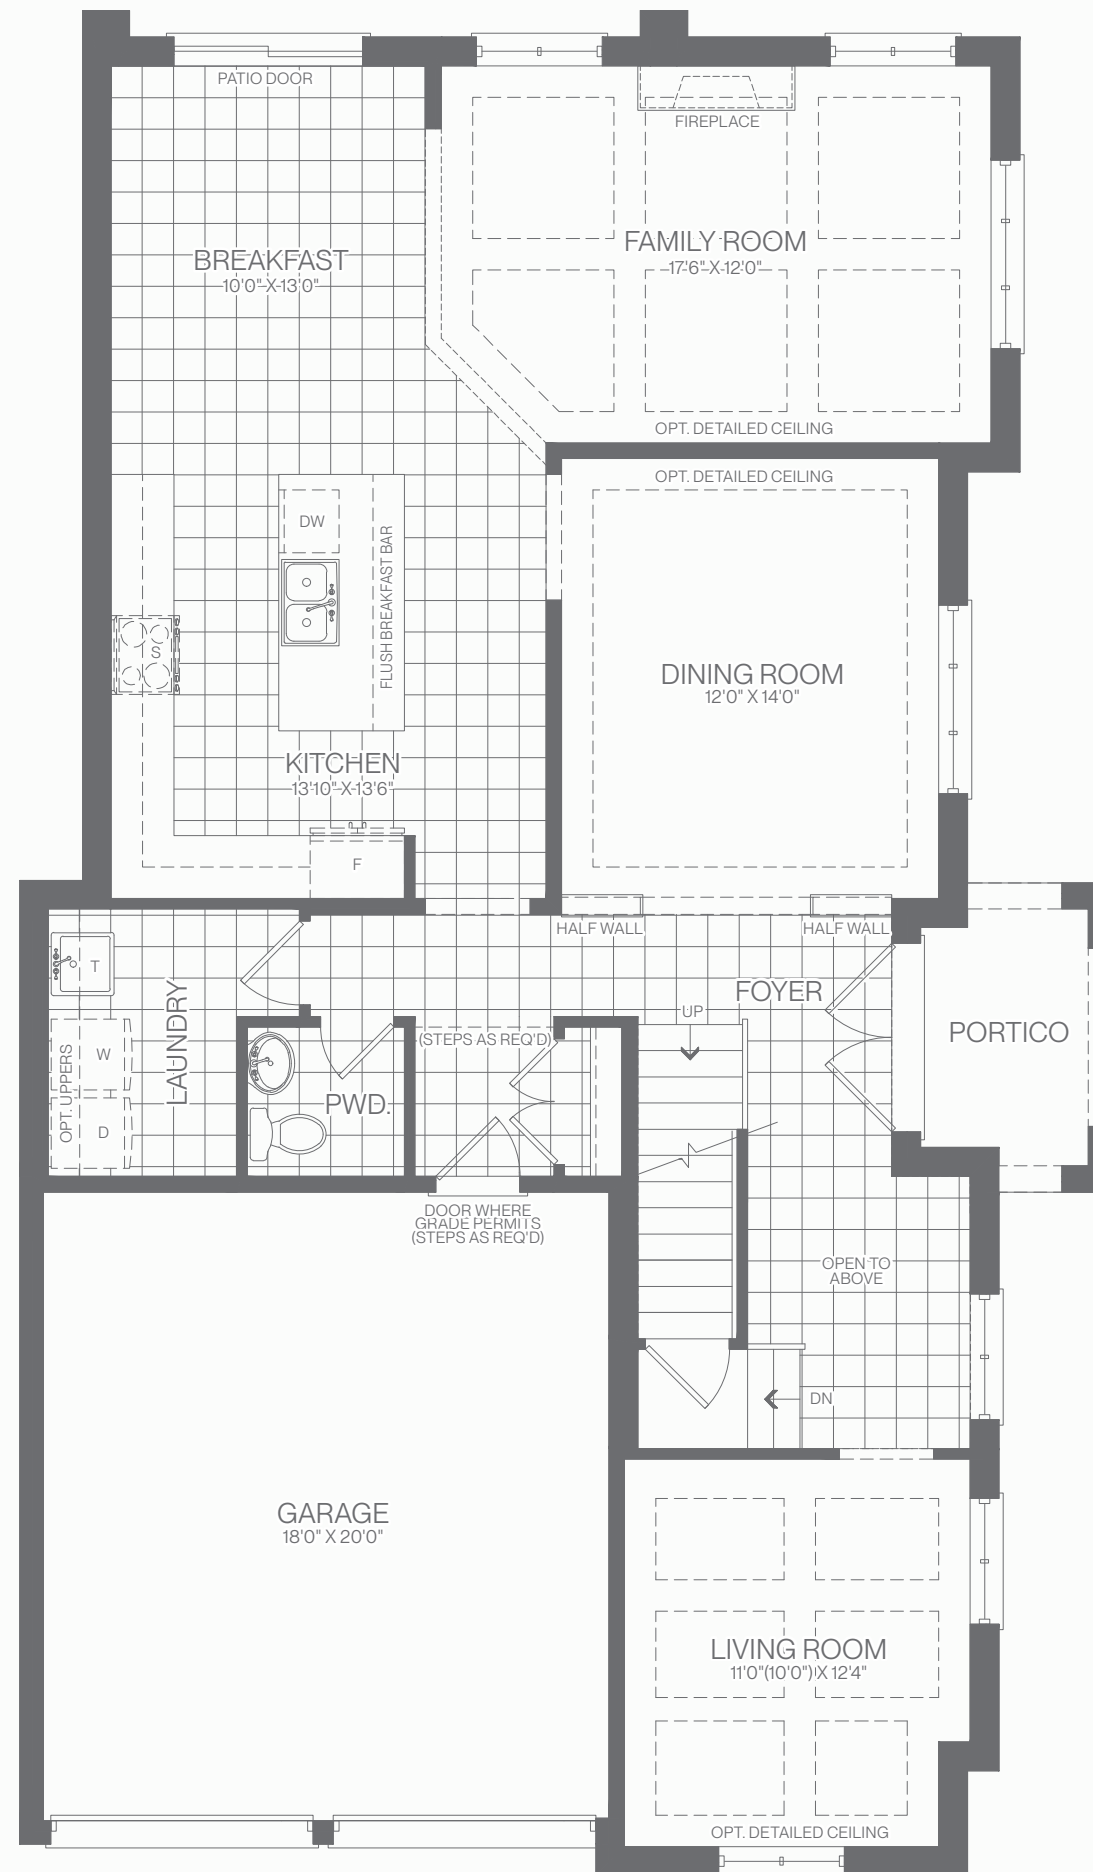 PATIO DOOR
FIREPLACE
FAMILY ROOM
17'6" X 12'0"
BREAKFAST
10'0" X 13'0"
OPT. DETAILED CEILING
OPT. DETAILED CEILING
DW
FLUSH BREAKFAST BAR
S
DINING ROOM
12'0" X 14'0"
KITCHEN
13'10" X 13'6"
F
HALF WALL
HALF WALL
T
LAUNDRY
FOYER
UP
PORTICO
(STEPS AS REQ'D)
W
OPT. UPPERS
PWD.
D
DOOR WHERE
GRADE PERMITS
(STEPS AS REQ'D)
OPEN TO
ABOVE
DN
GARAGE
18'0" X 20'0"
LIVING ROOM
11'0"(10'0") X 12'4"
OPT. DETAILED CEILING